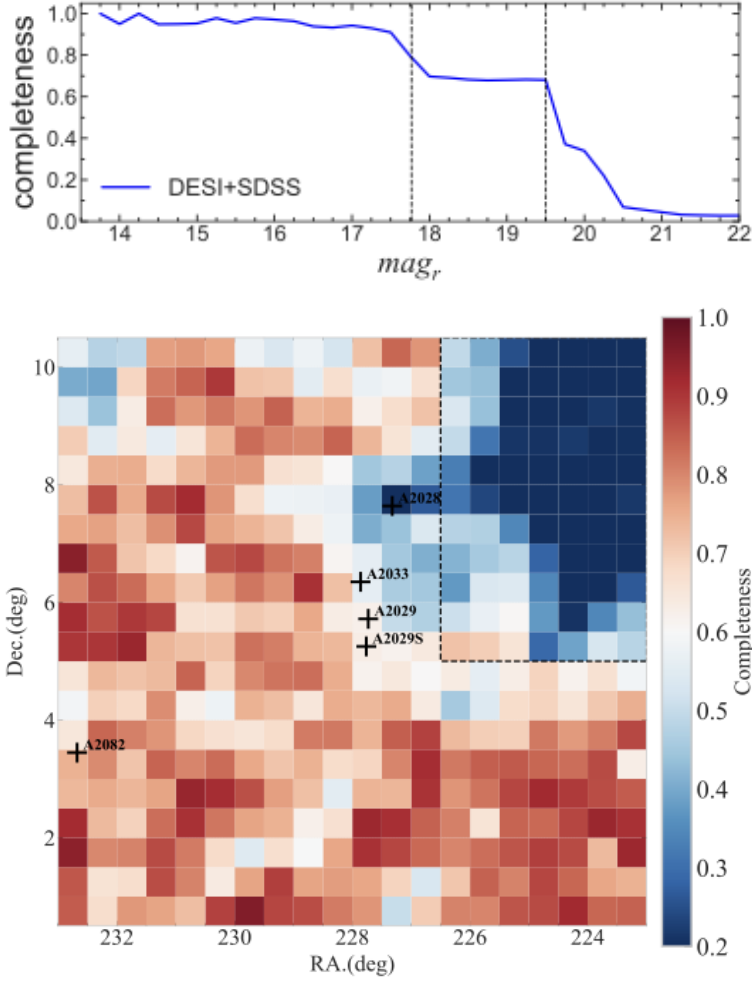 1.0
0.8
0.6
0.4
0.2
0.0
completeness
DESI+SDSS
14 15 16 17 18 19 20 21 22
mag_r
10
8
6
4
2
Dec.(deg)
A2028
A2033
A2029
A2029S
A2082
232 230 228 226 224
RA.(deg)
1.0
0.9
0.8
0.7
0.6
0.5
0.4
0.3
0.2
Completeness